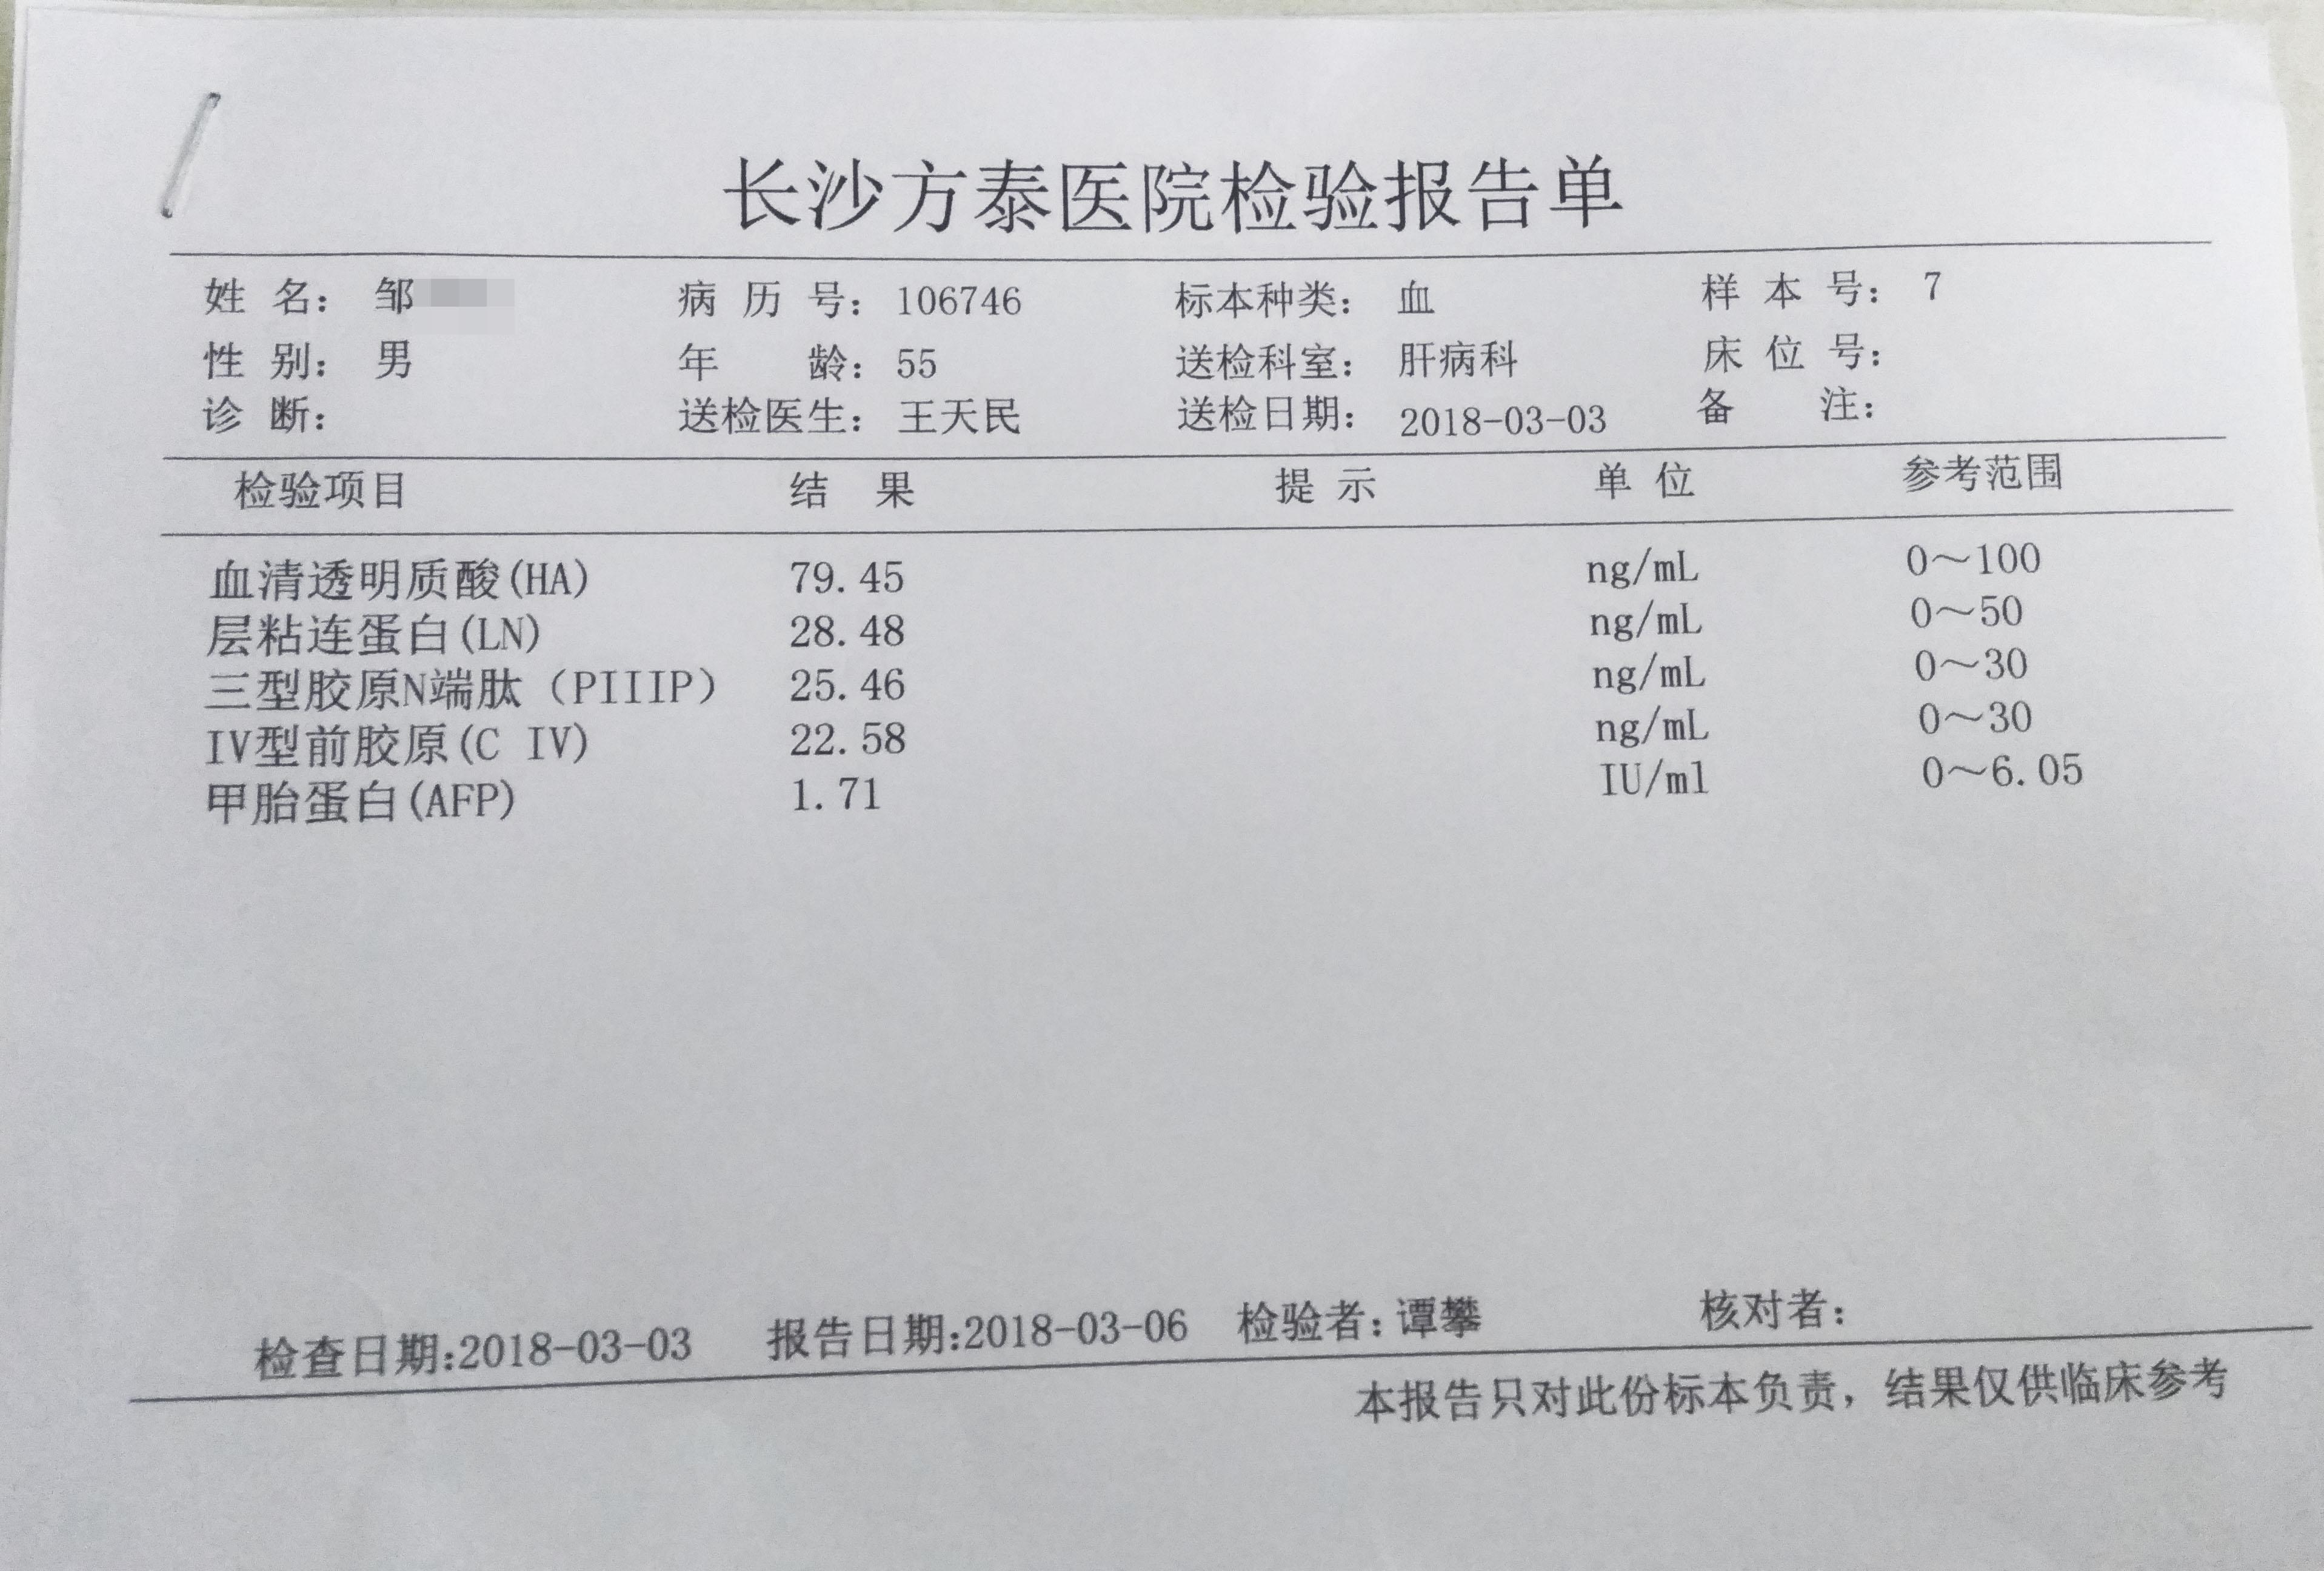 长沙方泰医院检验报告单
姓 名： 邹 病 历 号：106746 标本种类： 血 样 本 号： 7
性 别： 男 年 龄：55 送检科室： 肝病科 床 位 号：
诊 断： 送检医生：王天民 送检日期： 2018-03-03 备 注：
检验项目 结 果 提 示 单 位 参考范围
血清透明质酸(HA) 79.45 ng/mL 0～100
层粘连蛋白(LN) 28.48 ng/mL 0～50
三型胶原N端肽（PIIIP） 25.46 ng/mL 0～30
IV型前胶原(C IV) 22.58 ng/mL 0～30
甲胎蛋白(AFP) 1.71 IU/ml 0～6.05
检查日期:2018-03-03 报告日期:2018-03-06 检验者：谭攀 核对者：
本报告只对此份标本负责，结果仅供临床参考